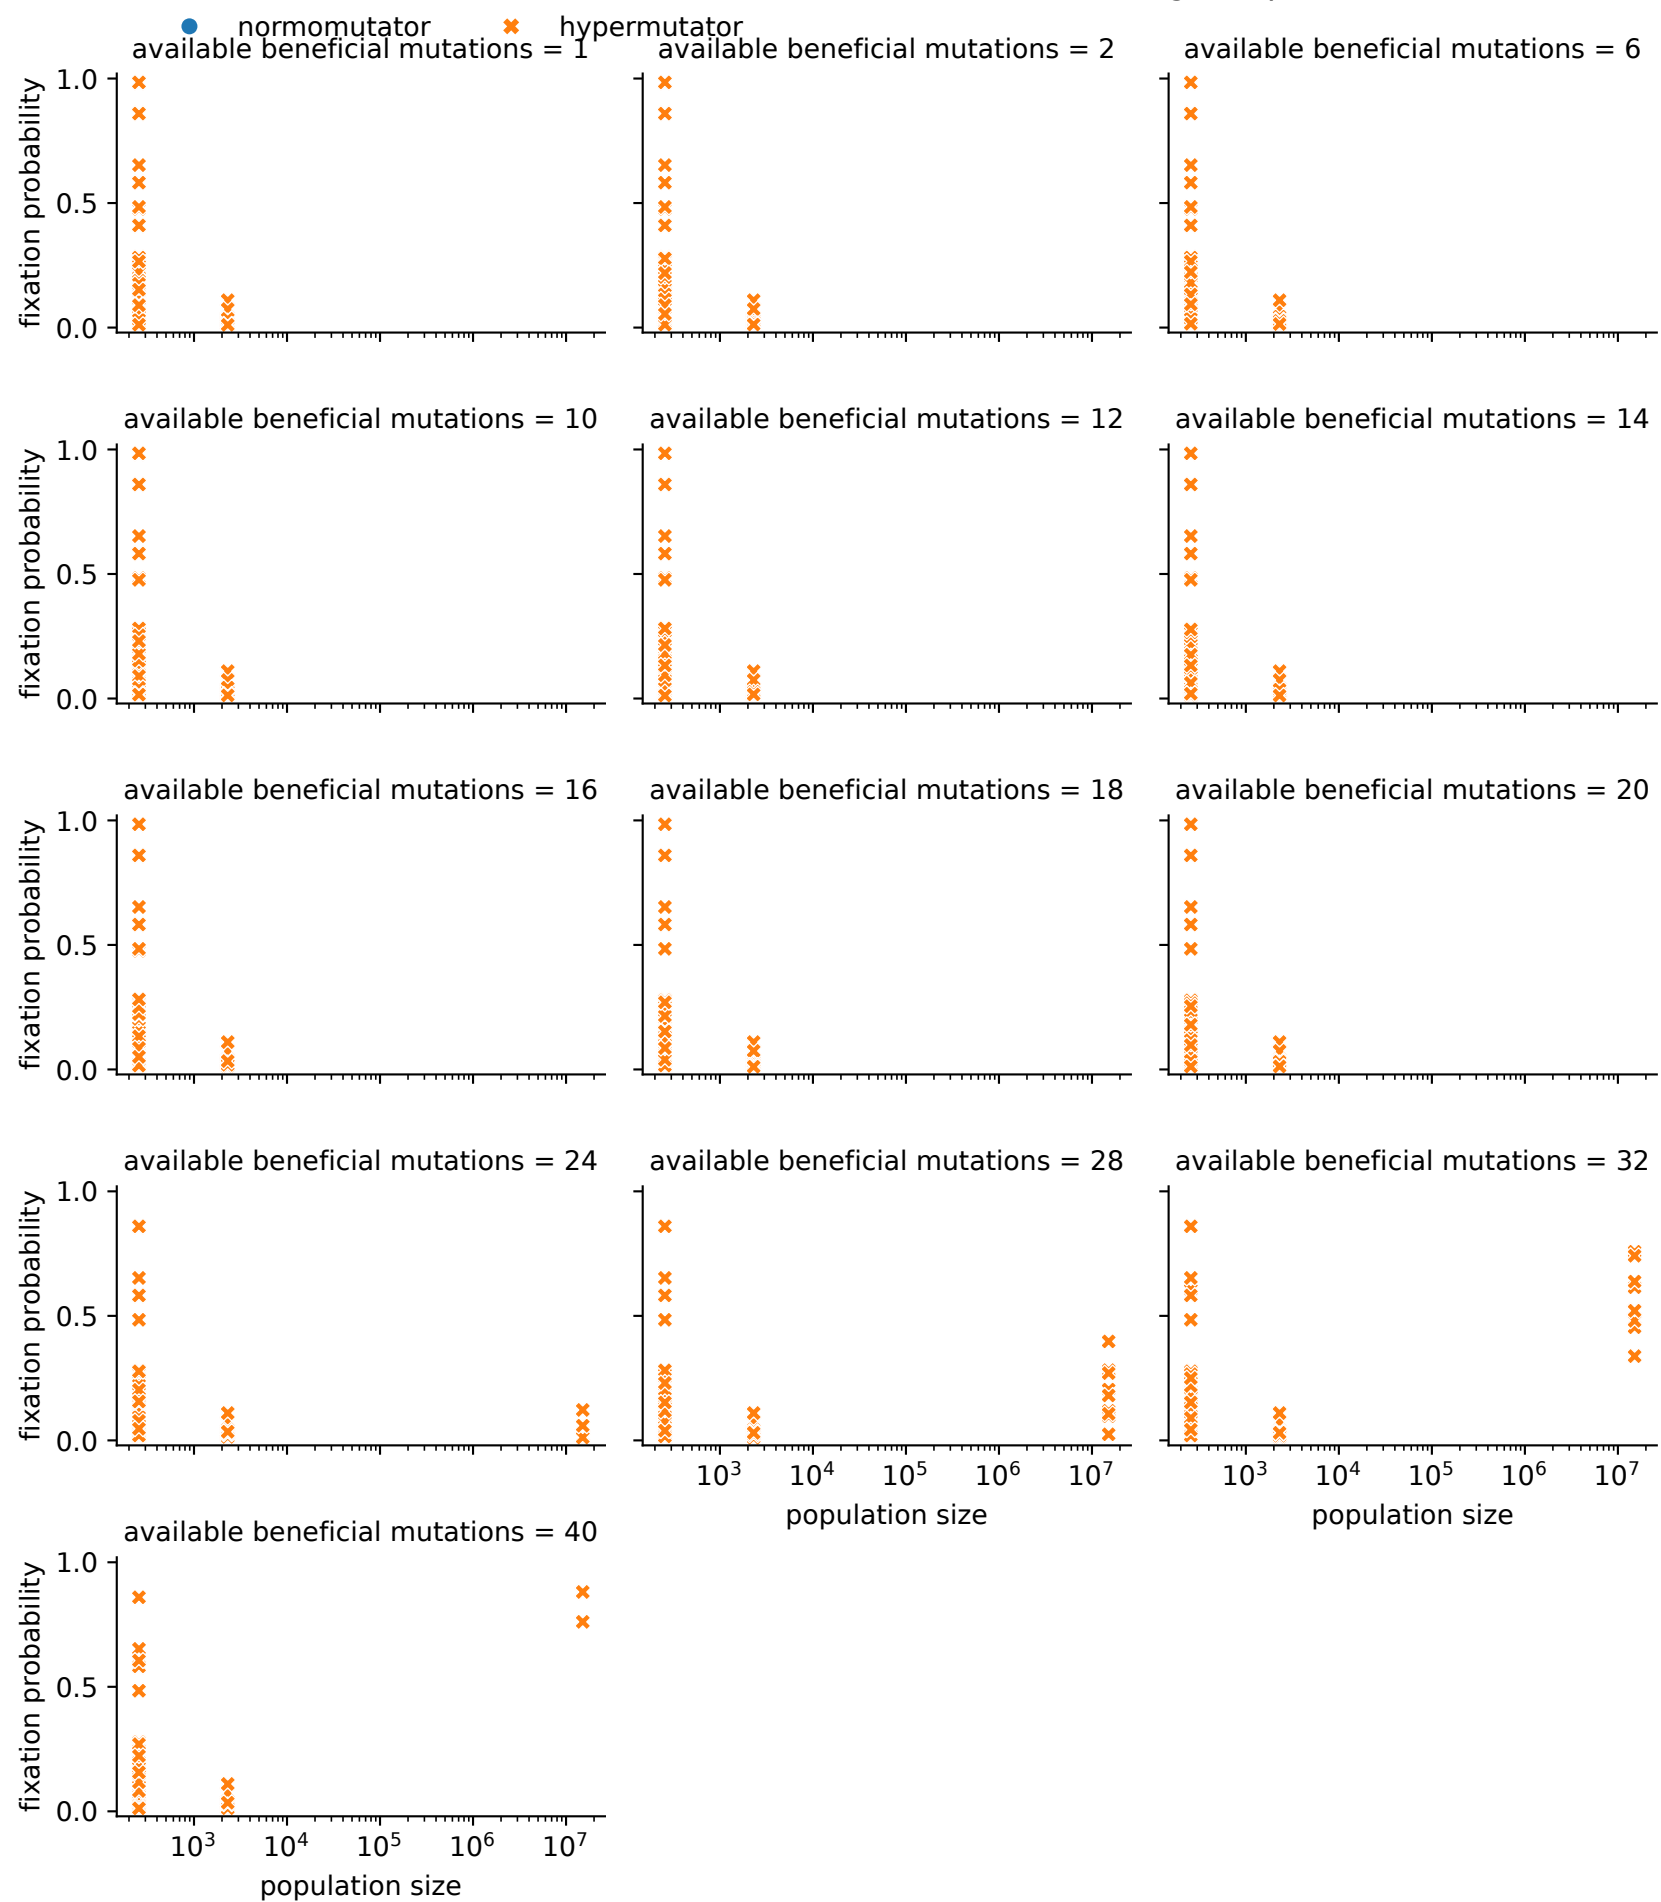 normomutator hypermutator
available beneficial mutations = 1 available beneficial mutations = 2 available beneficial mutations = 6
fixation probability
1.0
0.5
0.0
available beneficial mutations = 10 available beneficial mutations = 12 available beneficial mutations = 14
fixation probability
1.0
0.5
0.0
available beneficial mutations = 16 available beneficial mutations = 18 available beneficial mutations = 20
fixation probability
1.0
0.5
0.0
available beneficial mutations = 24 available beneficial mutations = 28 available beneficial mutations = 32
fixation probability
1.0
0.5
0.0
10³ 10⁴ 10⁵ 10⁶ 10⁷ 10³ 10⁴ 10⁵ 10⁶ 10⁷
population size population size
available beneficial mutations = 40
fixation probability
1.0
0.5
0.0
10³ 10⁴ 10⁵ 10⁶ 10⁷
population size